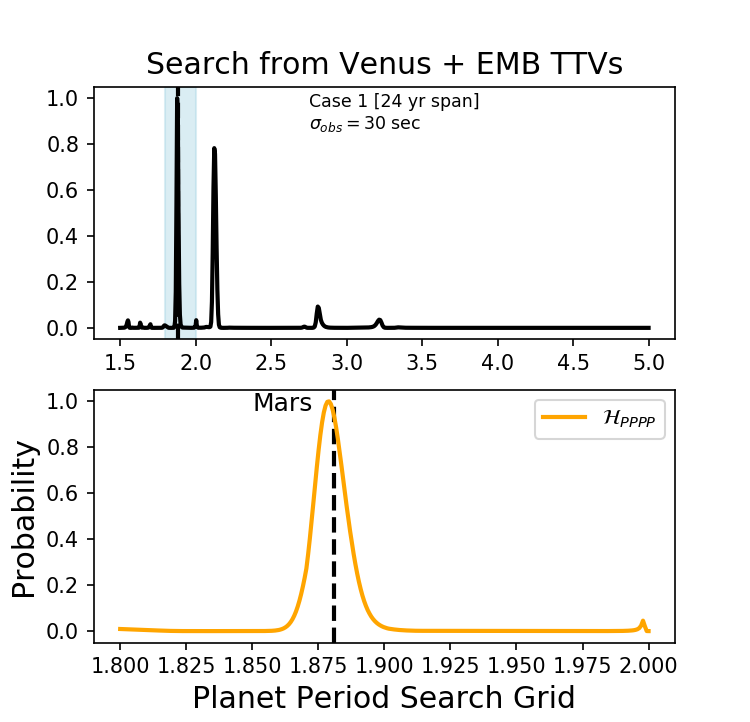 Search from Venus + EMB TTVs
Case 1 [24 yr span]
σ_obs = 30 sec
1.0
0.8
0.6
0.4
0.2
0.0
1.5 2.0 2.5 3.0 3.5 4.0 4.5 5.0
Mars
ℋ_PPPP
1.0
0.8
0.6
0.4
0.2
0.0
Probability
1.800 1.825 1.850 1.875 1.900 1.925 1.950 1.975 2.000
Planet Period Search Grid